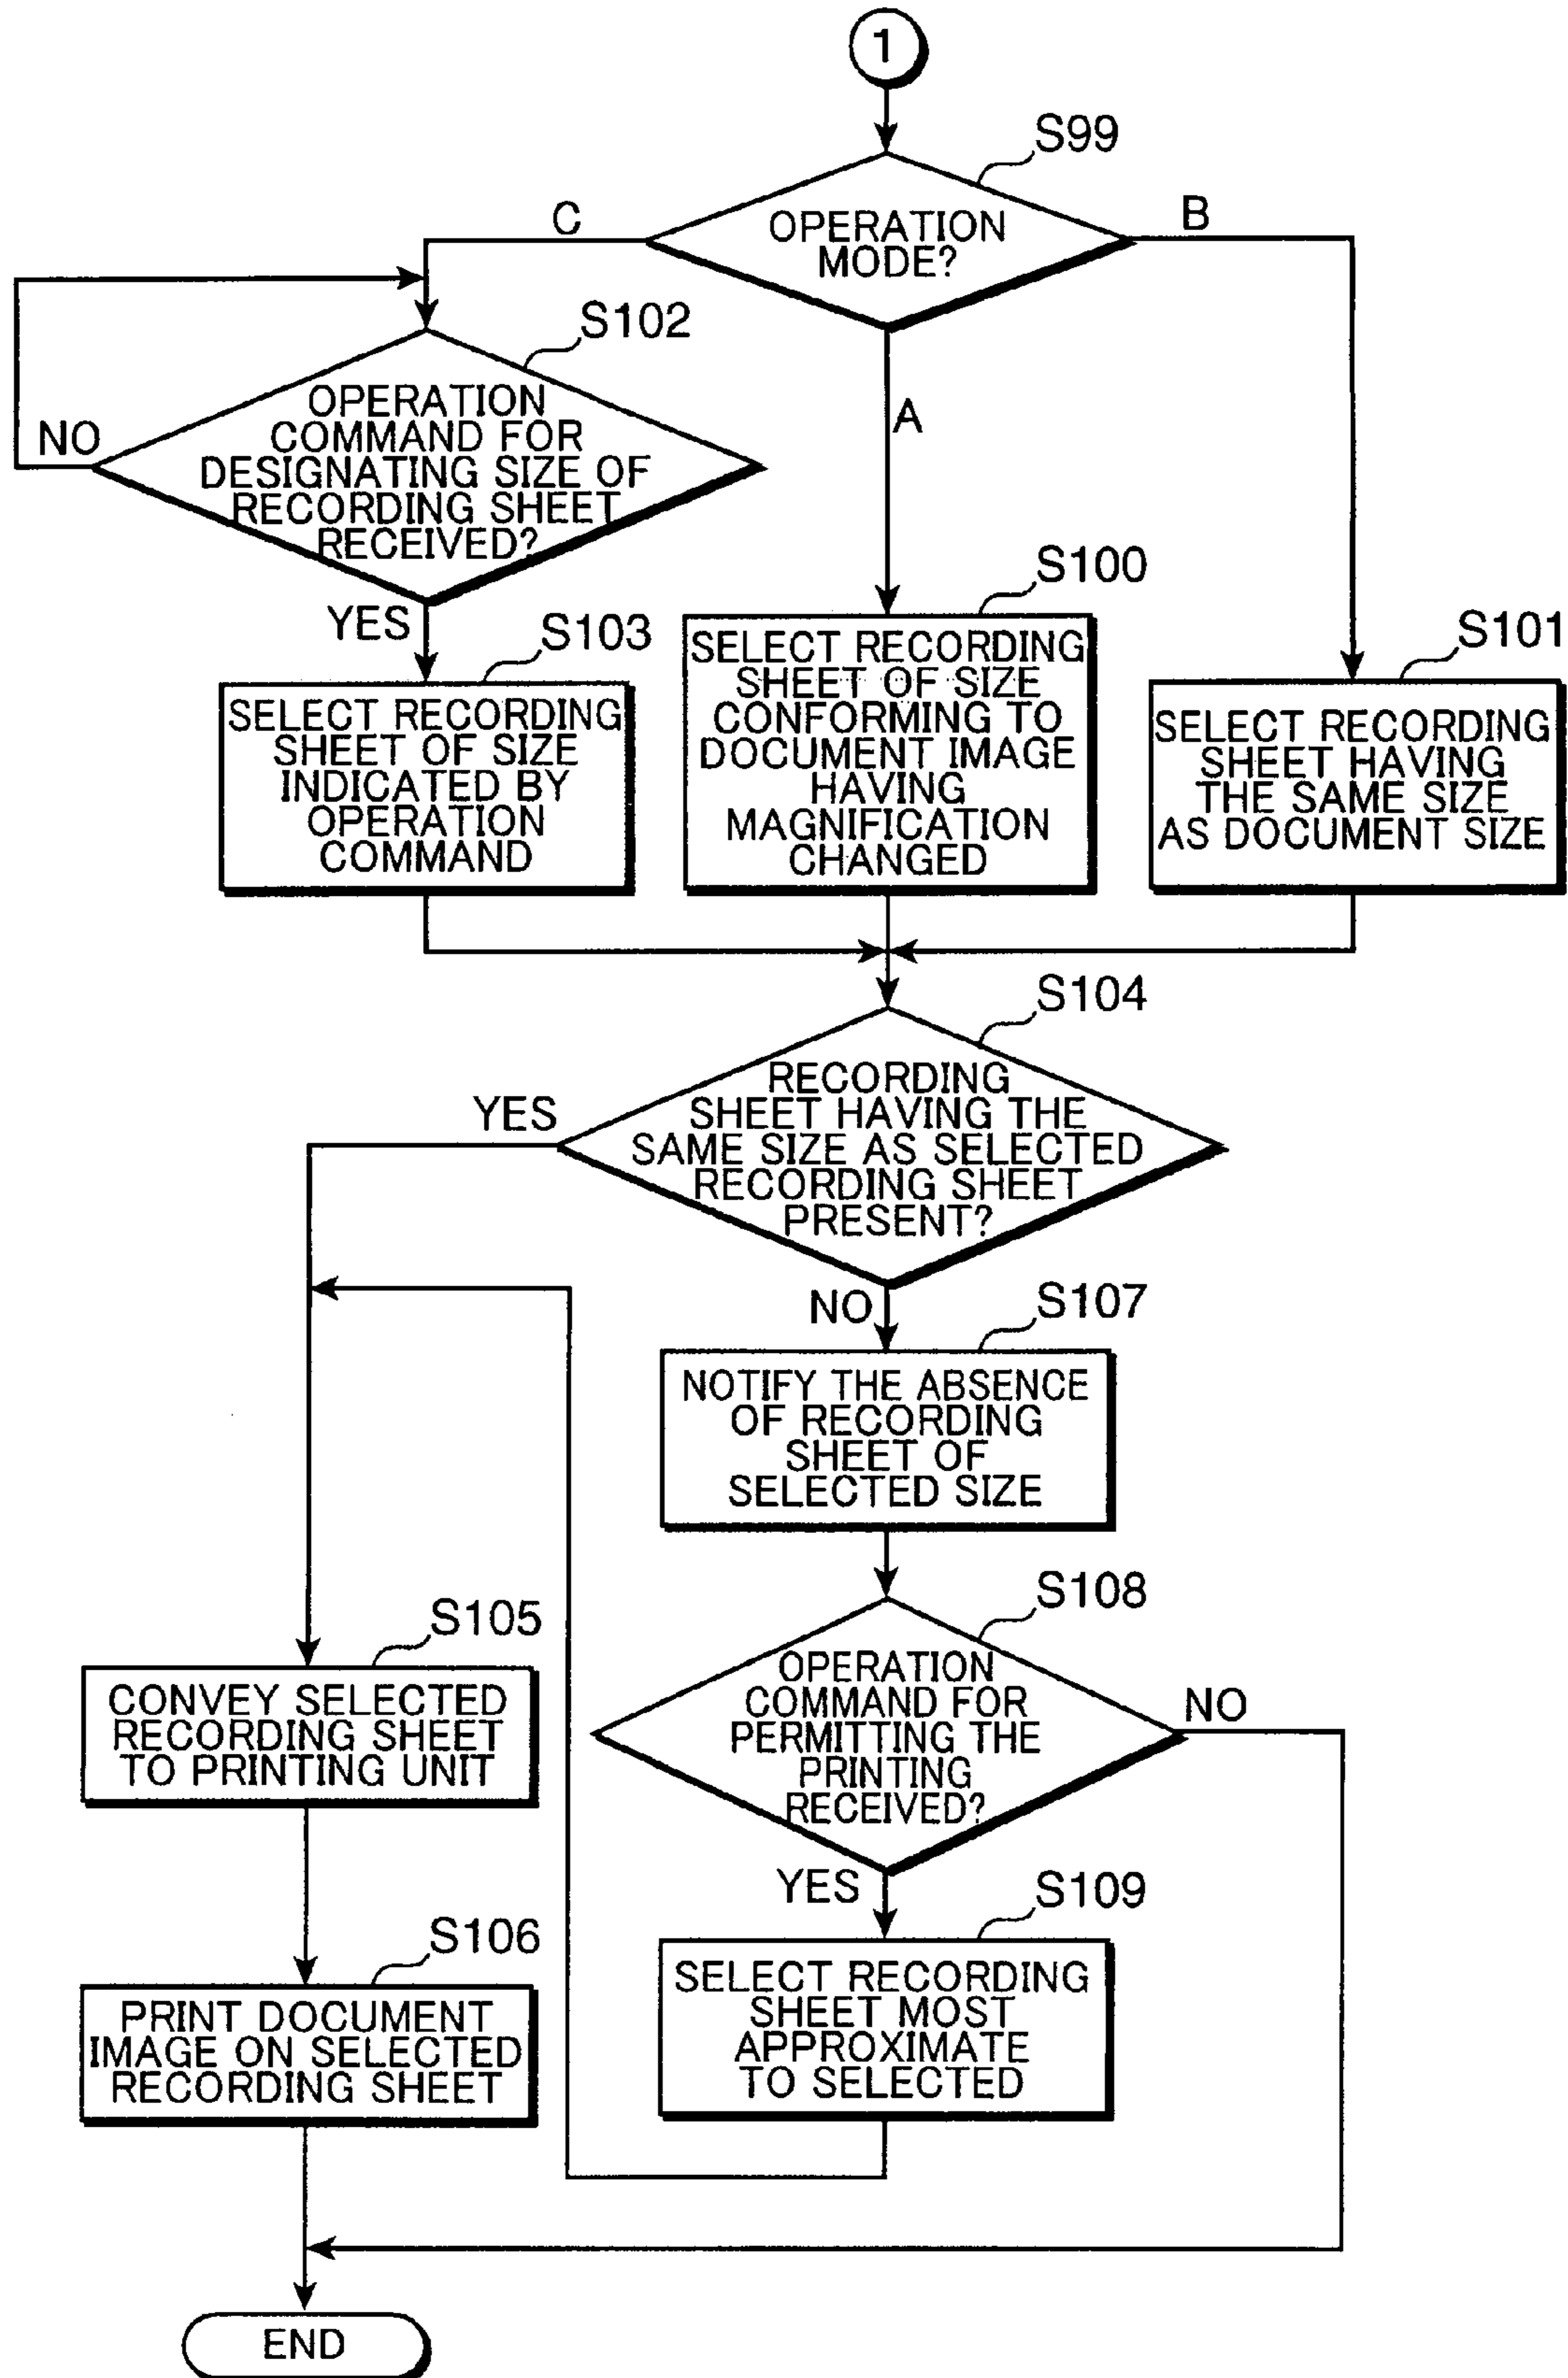 1
S99
OPERATION
MODE?
C
B
A
S102
OPERATION
COMMAND FOR
DESIGNATING SIZE OF
RECORDING SHEET
RECEIVED?
NO
YES
S103
SELECT RECORDING
SHEET OF SIZE
INDICATED BY
OPERATION
COMMAND
S100
SELECT RECORDING
SHEET OF SIZE
CONFORMING TO
DOCUMENT IMAGE
HAVING
MAGNIFICATION
CHANGED
S101
SELECT RECORDING
SHEET HAVING
THE SAME SIZE
AS DOCUMENT SIZE
S104
RECORDING
SHEET HAVING THE
SAME SIZE AS SELECTED
RECORDING SHEET
PRESENT?
YES
NO
S107
NOTIFY THE ABSENCE
OF RECORDING
SHEET OF
SELECTED SIZE
S108
OPERATION
COMMAND FOR
PERMITTING THE
PRINTING
RECEIVED?
NO
YES
S105
CONVEY SELECTED
RECORDING SHEET
TO PRINTING UNIT
S109
SELECT RECORDING
SHEET MOST
APPROXIMATE
TO SELECTED
S106
PRINT DOCUMENT
IMAGE ON SELECTED
RECORDING SHEET
END